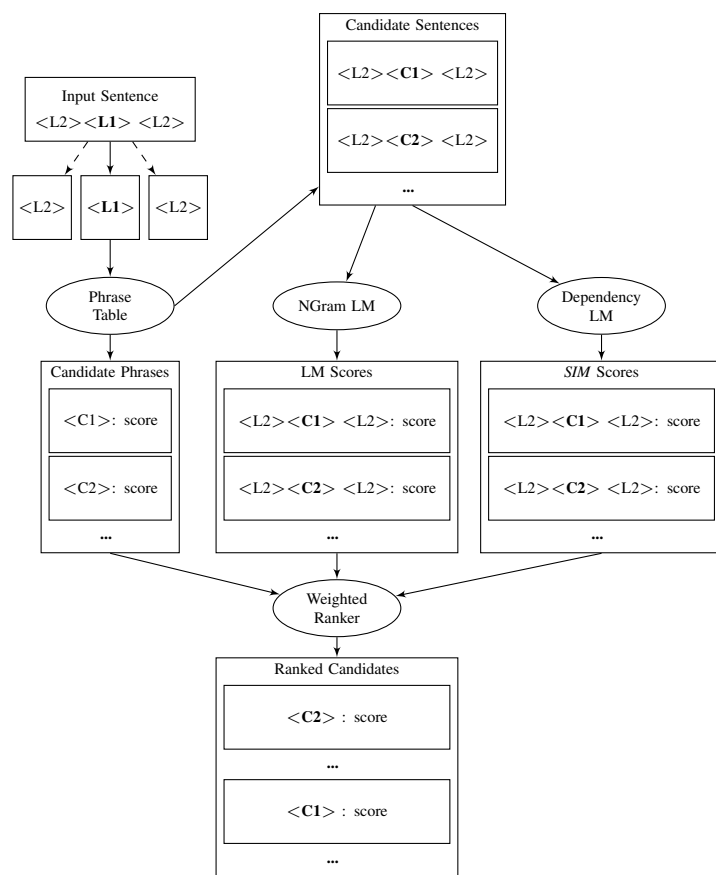 Candidate Sentences
<L2><C1> <L2>
<L2><C2> <L2>
...
Input Sentence
<L2><L1> <L2>
<L2>
<L1>
<L2>
Phrase
Table
NGram LM
Dependency
LM
Candidate Phrases
<C1>: score
<C2>: score
...
LM Scores
<L2><C1> <L2>: score
<L2><C2> <L2>: score
...
SIM Scores
<L2><C1> <L2>: score
<L2><C2> <L2>: score
...
Weighted
Ranker
Ranked Candidates
<C2> : score
...
<C1> : score
...